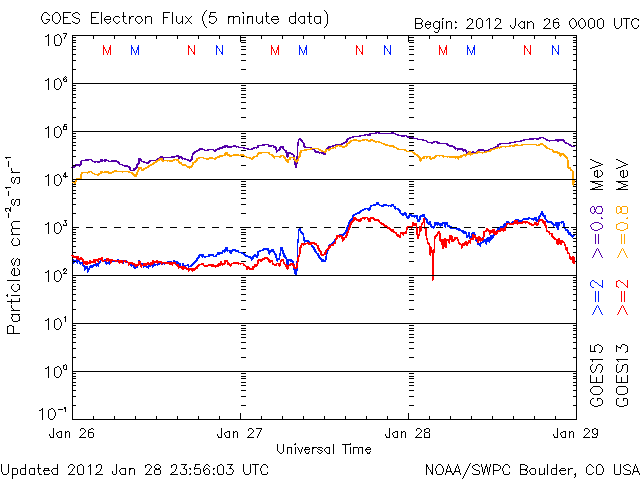 GOES Electron Flux (5 minute data)
Begin: 2012 Jan 26 0000 UTC
M M N N M M N N M M N N
10⁷
10⁶
10⁵
10⁴
10³
10²
10¹
10⁰
10⁻¹
Particles cm⁻²s⁻¹sr⁻¹
Jan 26 Jan 27 Jan 28 Jan 29
Universal Time
GOES15 >=2 >=0.8 MeV
GOES13 >=2 >=0.8 MeV
Updated 2012 Jan 28 23:56:03 UTC
NOAA/SWPC Boulder, CO USA